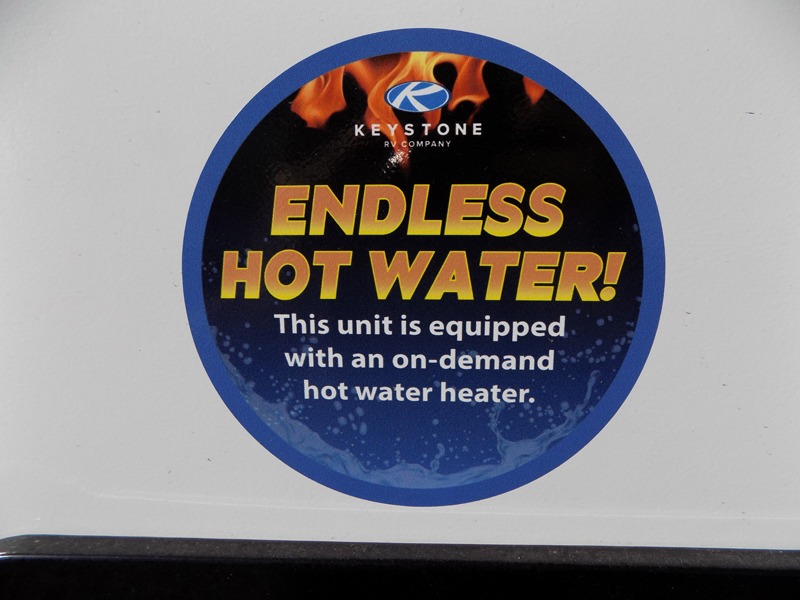 K
KEYSTONE
RV COMPANY
ENDLESS
HOT WATER!
This unit is equipped
with an on-demand
hot water heater.